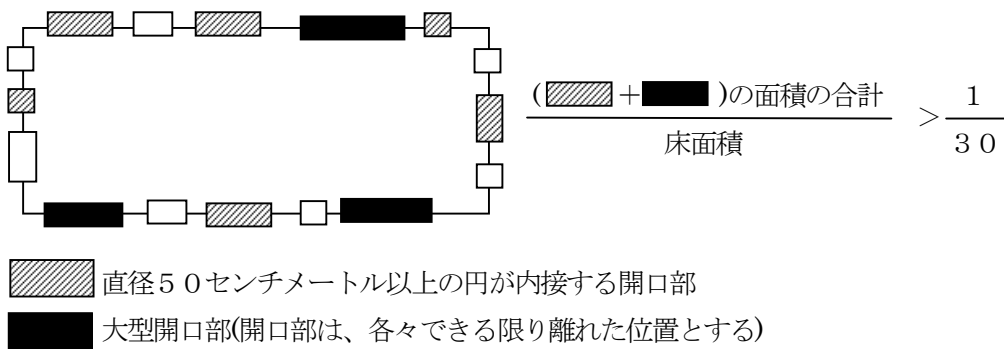 ( + )の面積の合計
床面積
＞ 1
３０
直径５０センチメートル以上の円が内接する開口部
大型開口部(開口部は、各々できる限り離れた位置とする)